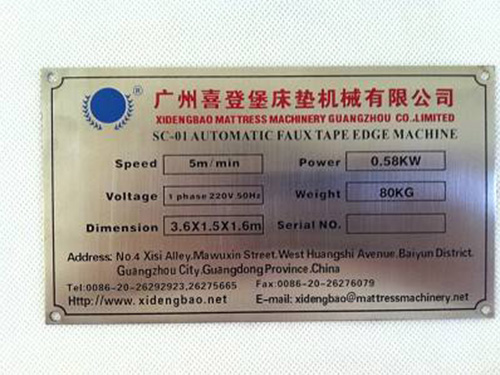 ®
广州喜登堡床垫机械有限公司
XIDENGBAO MATTRESS MACHINERY GUANGZHOU CO.,LIMITED
SC-01 AUTOMATIC FAUX TAPE EDGE MACHINE
Speed 5m/min Power 0.58KW
Voltage 1 phase 220V 50Hz Weight 80KG
Dimension 3.6X1.5X1.6m Serial NO.
Address: No.4 Xisi Alley.Mawuxin Street.West Huangshi Avenue.Baiyun District.
Guangzhou City.Guangdong Province.China
Tel:0086-20-26292923,26275665 Fax:0086-20-26276079
Http://www.xidengbao.net E-mail: xidengbao@mattressmachinery.net